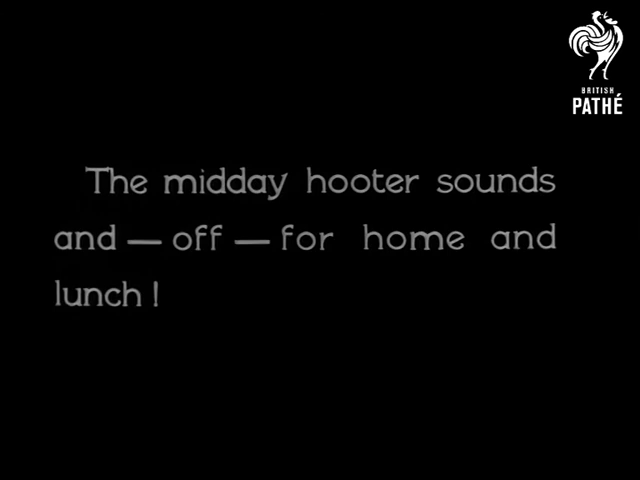 BRITISH
PATHÉ
The midday hooter sounds
and — off — for home and
lunch!